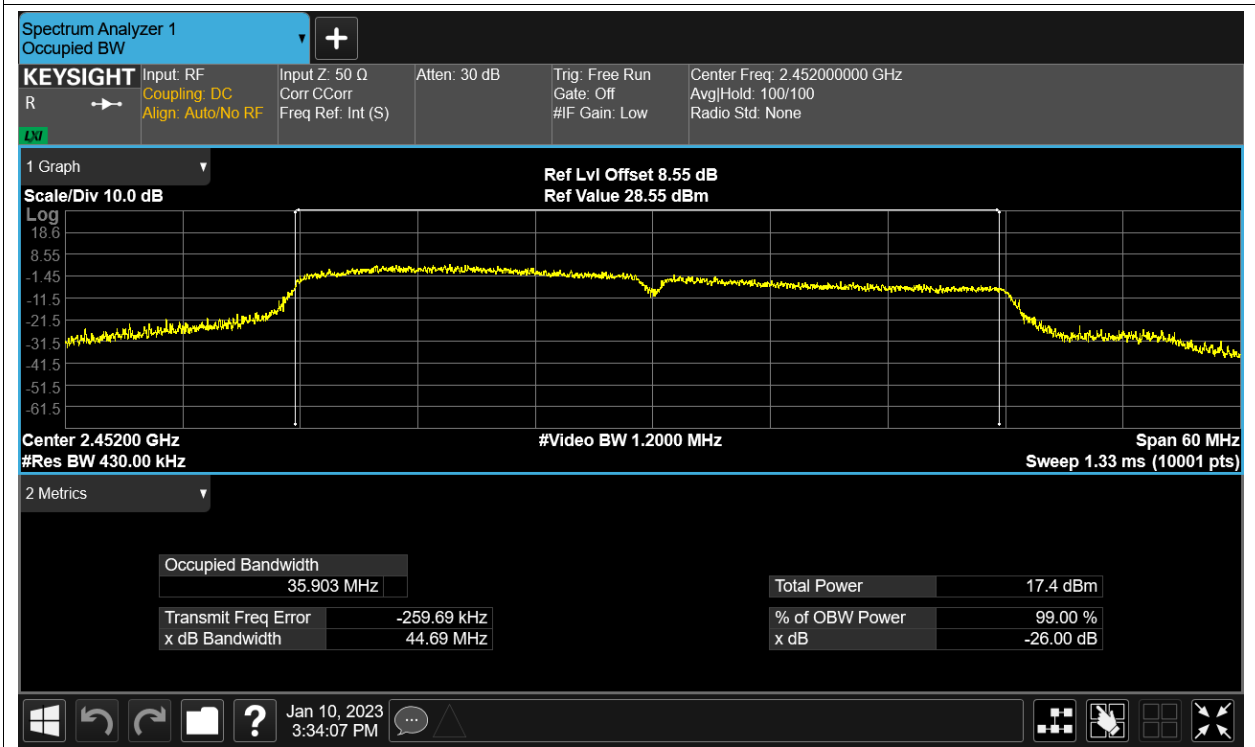 Spectrum Analyzer 1
Occupied BW
KEYSIGHT
R
LXI
Input: RF
Coupling: DC
Align: Auto/No RF
Input Z: 50 Ω
Corr CCorr
Freq Ref: Int (S)
Atten: 30 dB
Trig: Free Run
Gate: Off
#IF Gain: Low
Center Freq: 2.452000000 GHz
Avg|Hold: 100/100
Radio Std: None
1 Graph
Scale/Div 10.0 dB
Ref Lvl Offset 8.55 dB
Ref Value 28.55 dBm
Log
18.6
8.55
-1.45
-11.5
-21.5
-31.5
-41.5
-51.5
-61.5
Center 2.45200 GHz
#Video BW 1.2000 MHz
Span 60 MHz
#Res BW 430.00 kHz
Sweep 1.33 ms (10001 pts)
2 Metrics
Occupied Bandwidth
35.903 MHz
Total Power 17.4 dBm
Transmit Freq Error -259.69 kHz
% of OBW Power 99.00 %
x dB Bandwidth 44.69 MHz
x dB -26.00 dB
?
Jan 10, 2023
3:34:07 PM